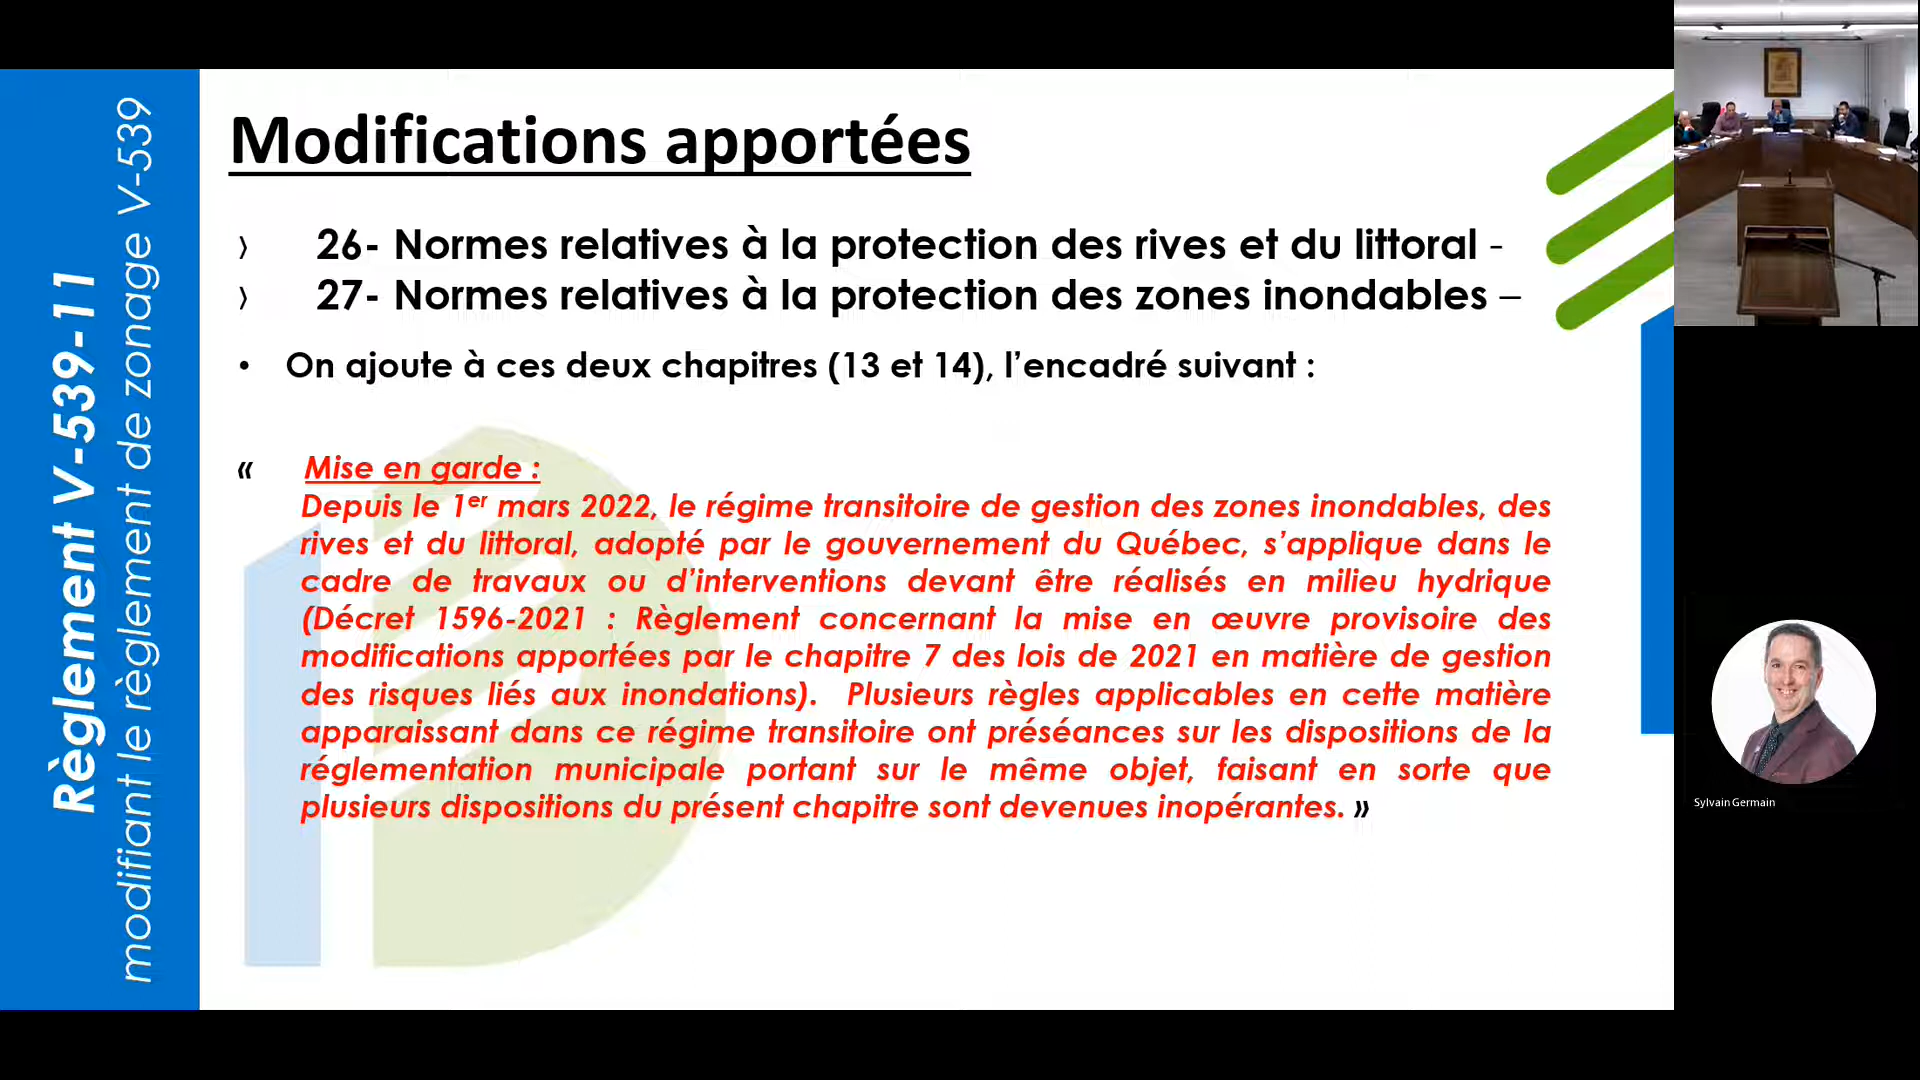 Règlement V-539-11
modifiant le règlement de zonage V-539
Modifications apportées
› 26- Normes relatives à la protection des rives et du littoral -
› 27- Normes relatives à la protection des zones inondables –
• On ajoute à ces deux chapitres (13 et 14), l’encadré suivant :
« Mise en garde :
Depuis le 1er mars 2022, le régime transitoire de gestion des zones inondables, des
rives et du littoral, adopté par le gouvernement du Québec, s’applique dans le
cadre de travaux ou d’interventions devant être réalisés en milieu hydrique
(Décret 1596-2021 : Règlement concernant la mise en œuvre provisoire des
modifications apportées par le chapitre 7 des lois de 2021 en matière de gestion
des risques liés aux inondations). Plusieurs règles applicables en cette matière
apparaissant dans ce régime transitoire ont préséances sur les dispositions de la
réglementation municipale portant sur le même objet, faisant en sorte que
plusieurs dispositions du présent chapitre sont devenues inopérantes. »
Sylvain Germain